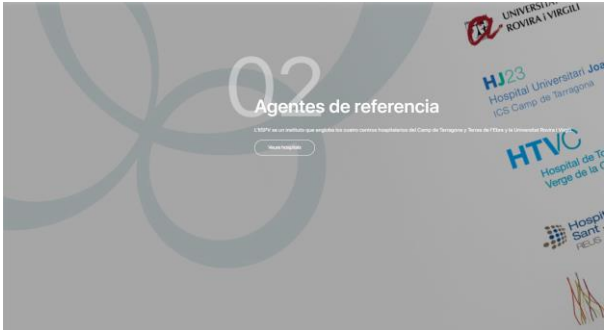 02
Agentes de referencia
L'IISPV es un instituto que engloba los cuatro centros hospitalarios del Camp de Tarragona y Terres de l'Ebre y la Universitat Rovira i Virgili
Veure hospitals
UNIVERSITAT
ROVIRA i VIRGILI
HJ23
Hospital Universitari Joa
ICS Camp de Tarragona
HTVC
Hospital de To
Verge de la C
Hospit
Sant
REUS